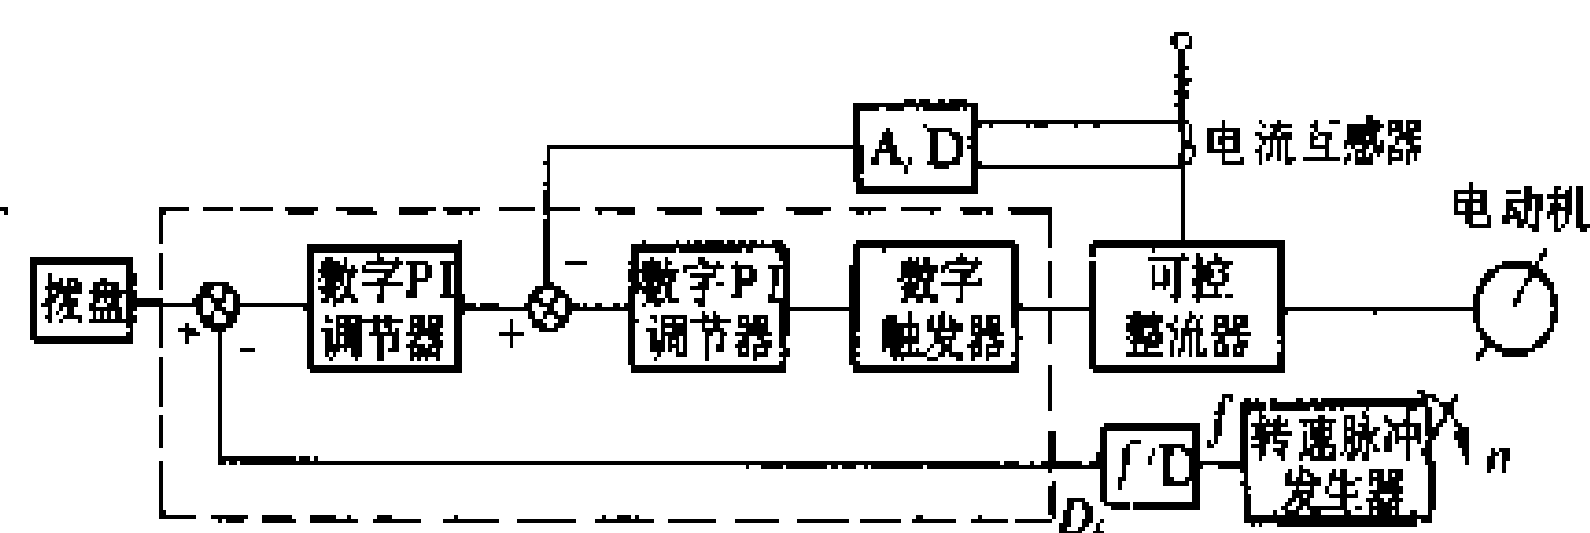 A/D
电流互感器
电动机
拨盘
数字PI
调节器
数字PI
调节器
数字
触发器
可控
整流器
+
-
+
-
f/D
f
转速脉冲
发生器
n